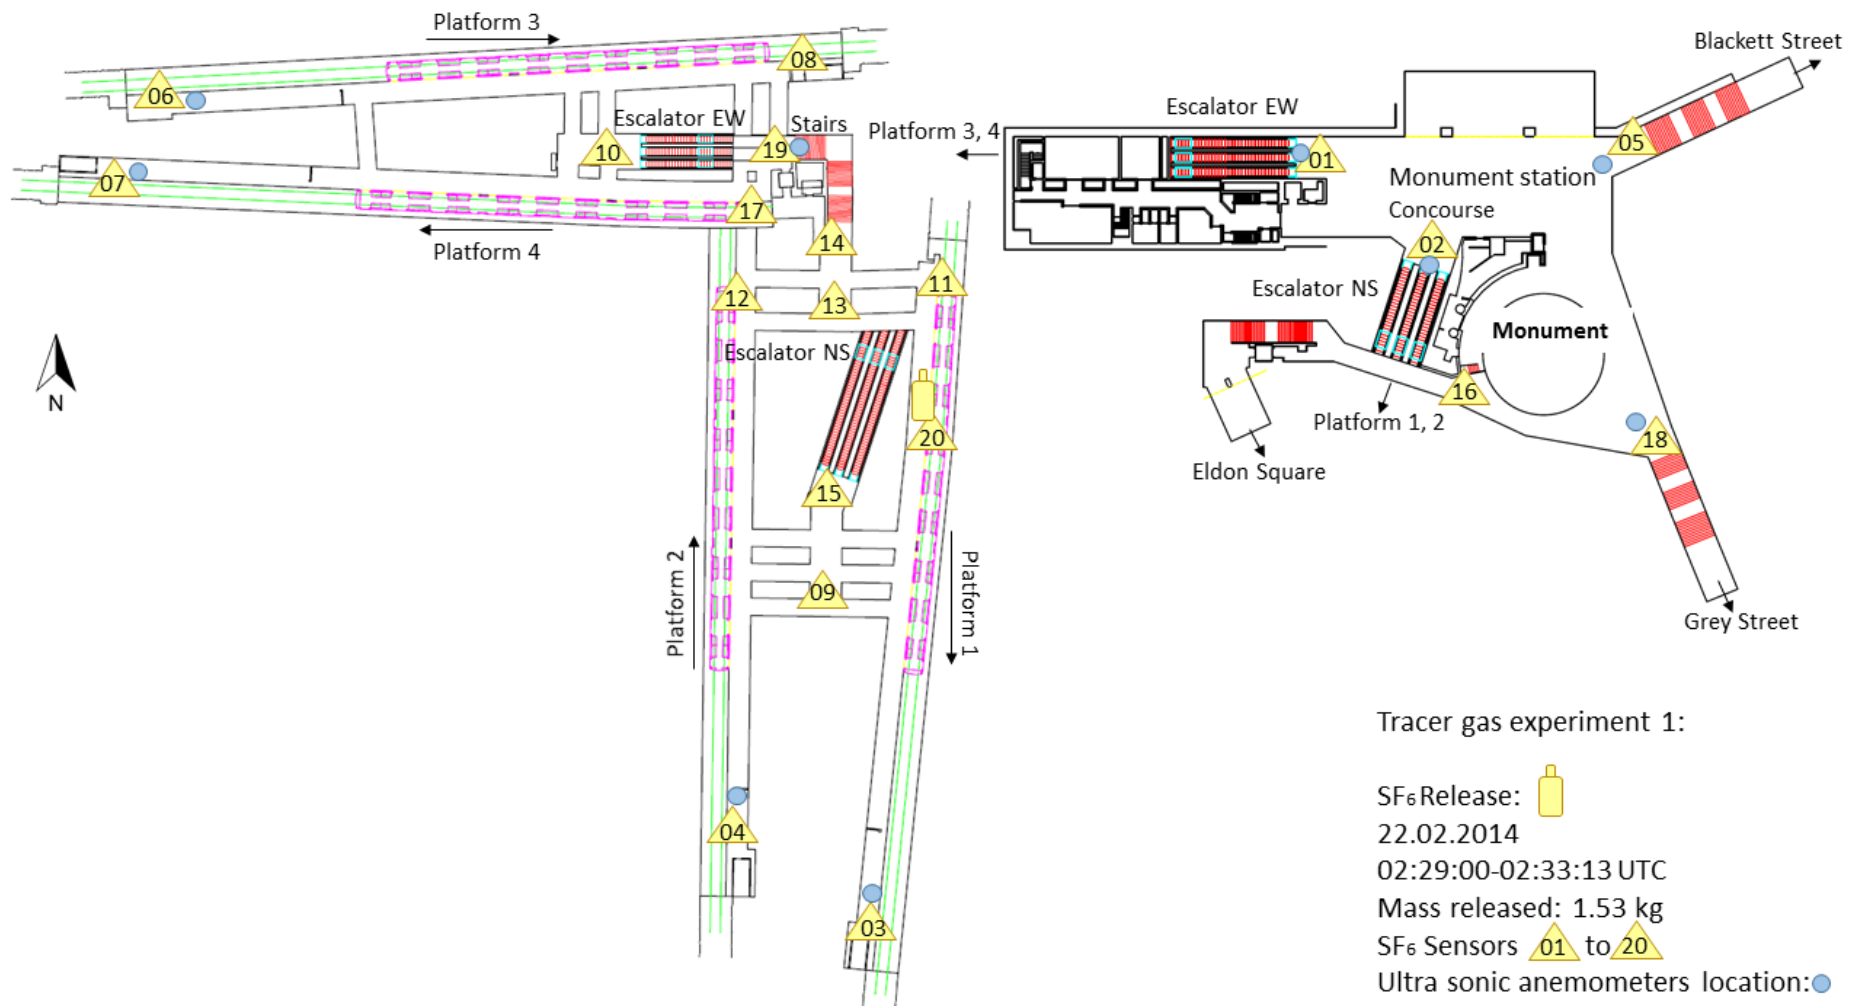 Platform 3
08
06
Escalator EW
Stairs
10
19
07
17
14
Platform 4
12
13
11
Escalator NS
20
15
Platform 2
Platform 1
09
04
03
N
Blackett Street
Escalator EW
Platform 3, 4
01
05
Monument station
Concourse
02
Escalator NS
Monument
16
Platform 1, 2
18
Eldon Square
Grey Street
Tracer gas experiment 1:
SF6 Release:
22.02.2014
02:29:00-02:33:13 UTC
Mass released: 1.53 kg
SF6 Sensors 01 to 20
Ultra sonic anemometers location: